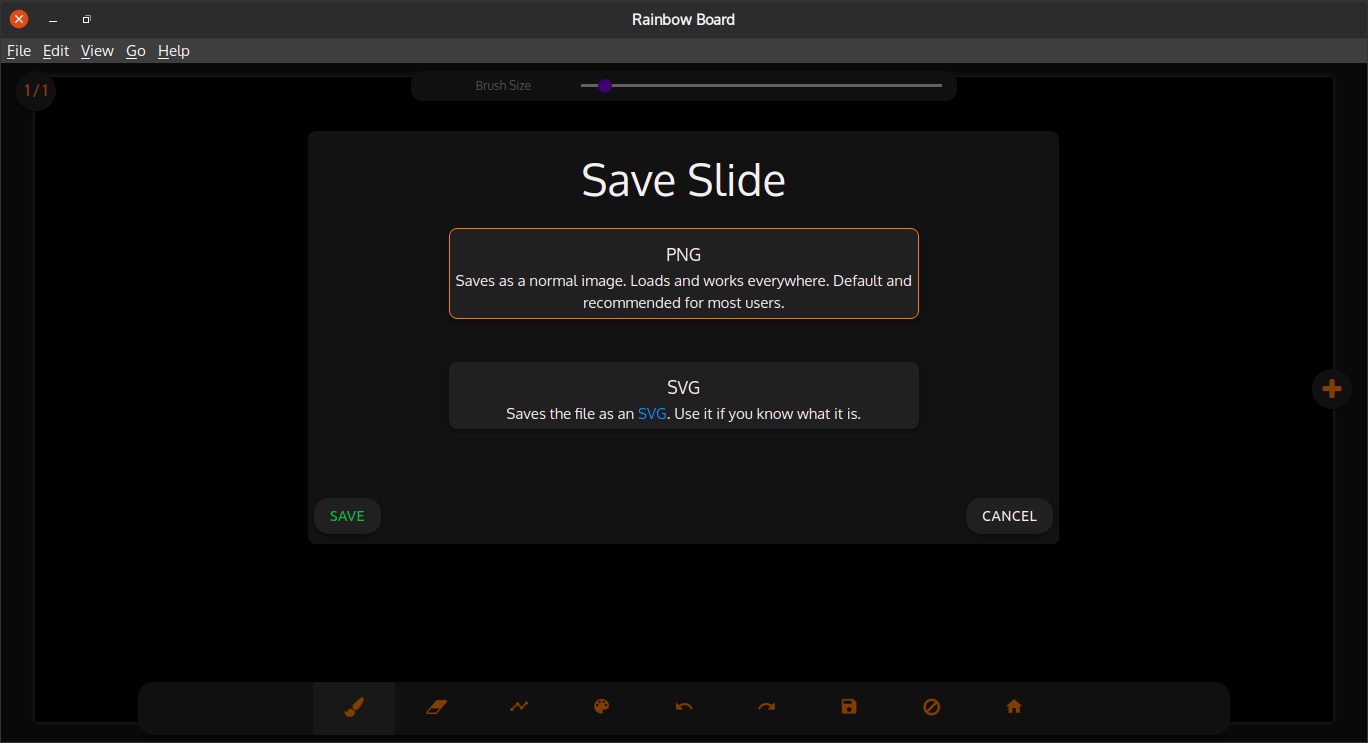 Rainbow Board
File Edit View Go Help
1/1
Brush Size
Save Slide
PNG
Saves as a normal image. Loads and works everywhere. Default and
recommended for most users.
SVG
Saves the file as an SVG. Use it if you know what it is.
SAVE
CANCEL